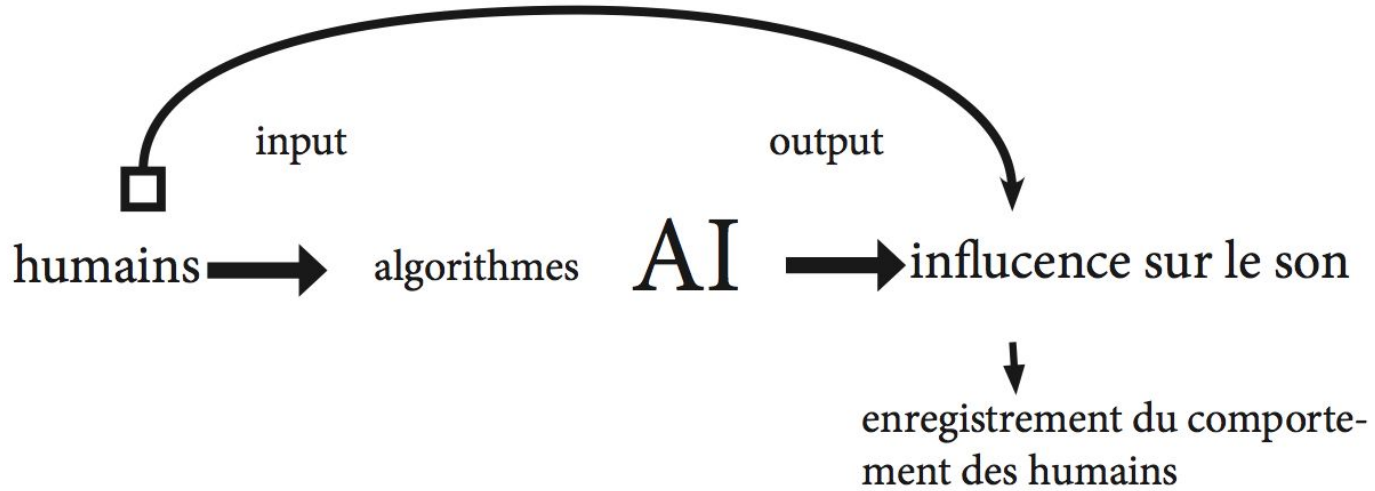 input
output
humains algorithmes AI influcence sur le son
enregistrement du comporte-
ment des humains